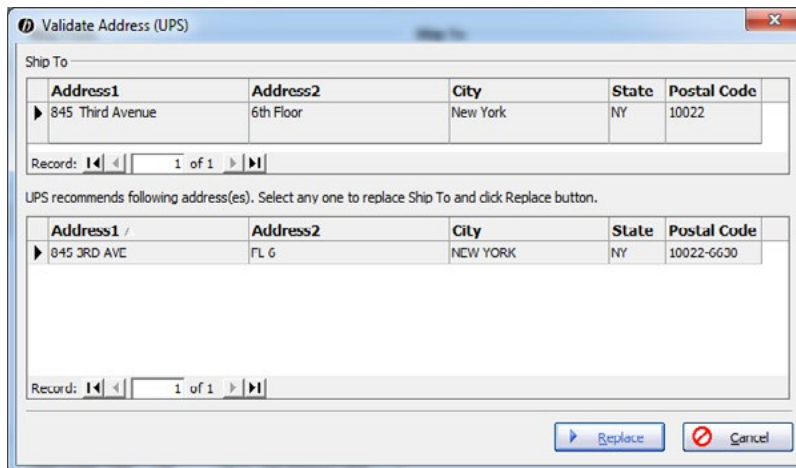 Validate Address (UPS)
Ship To
Address1 Address2 City State Postal Code
845 Third Avenue 6th Floor New York NY 10022
Record: 1 of 1
UPS recommends following address(es). Select any one to replace Ship To and click Replace button.
Address1 Address2 City State Postal Code
845 3RD AVE FL 6 NEW YORK NY 10022-6630
Record: 1 of 1
Replace Cancel